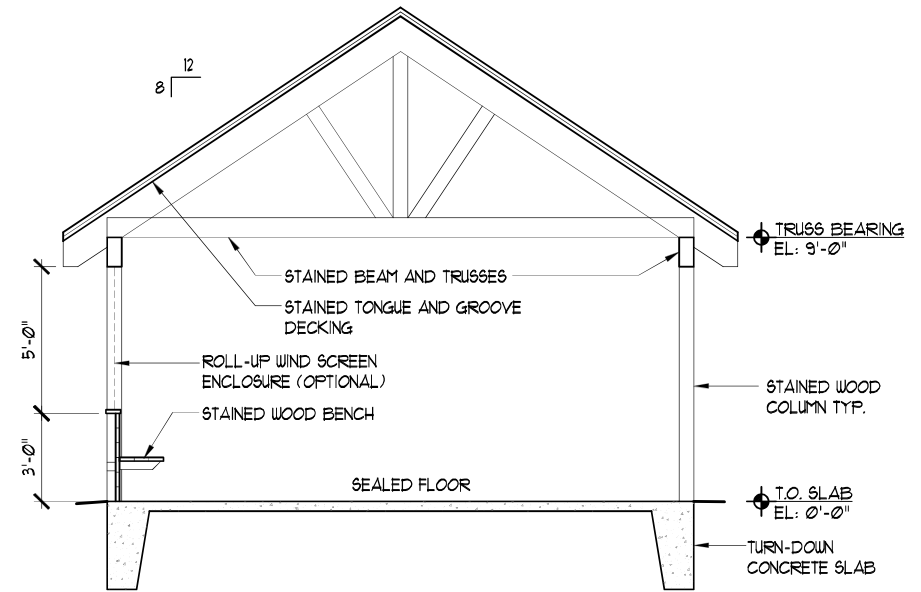 12
8
TRUSS BEARING
EL: 9'-0"
STAINED BEAM AND TRUSSES
STAINED TONGUE AND GROOVE
DECKING
5'-0"
ROLL-UP WIND SCREEN
ENCLOSURE (OPTIONAL)
STAINED WOOD
COLUMN TYP.
STAINED WOOD BENCH
3'-0"
SEALED FLOOR
T.O. SLAB
EL: 0'-0"
TURN-DOWN
CONCRETE SLAB